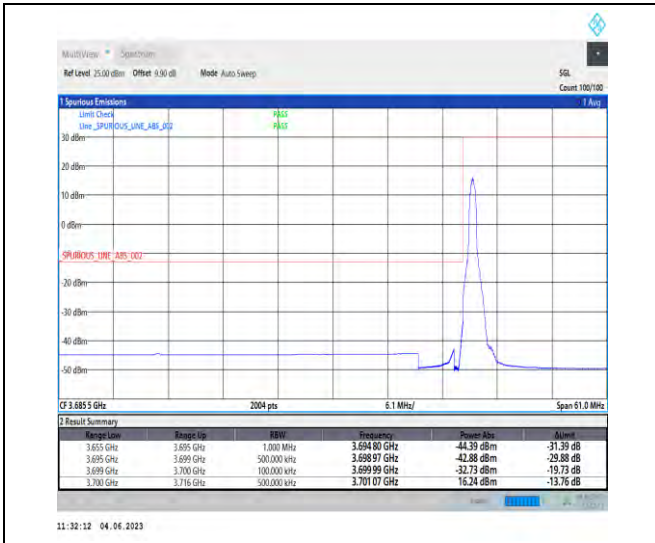 MultiView Spectrum
Ref Level 25.00 dBm Offset 9.90 dB Mode Auto Sweep SGL
Count 100/100
1 Spurious Emissions 1 Avg
Limit Check PASS
Line _SPURIOUS_LINE_ABS_002 PASS
30 dBm
20 dBm
10 dBm
0 dBm
SPURIOUS_LINE_ABS_002
-20 dBm
-30 dBm
-40 dBm
-50 dBm
CF 3.6855 GHz 2004 pts 6.1 MHz/ Span 61.0 MHz
2 Result Summary
Range Low Range Up RBW Frequency Power Abs ΔLimit
3.655 GHz 3.695 GHz 1.000 MHz 3.694 80 GHz -44.39 dBm -31.39 dB
3.695 GHz 3.699 GHz 500.000 kHz 3.698 97 GHz -42.88 dBm -29.88 dB
3.699 GHz 3.700 GHz 100.000 kHz 3.699 99 GHz -32.73 dBm -19.73 dB
3.700 GHz 3.716 GHz 500.000 kHz 3.701 07 GHz 16.24 dBm -13.76 dB
11:32:12 04.06.2023